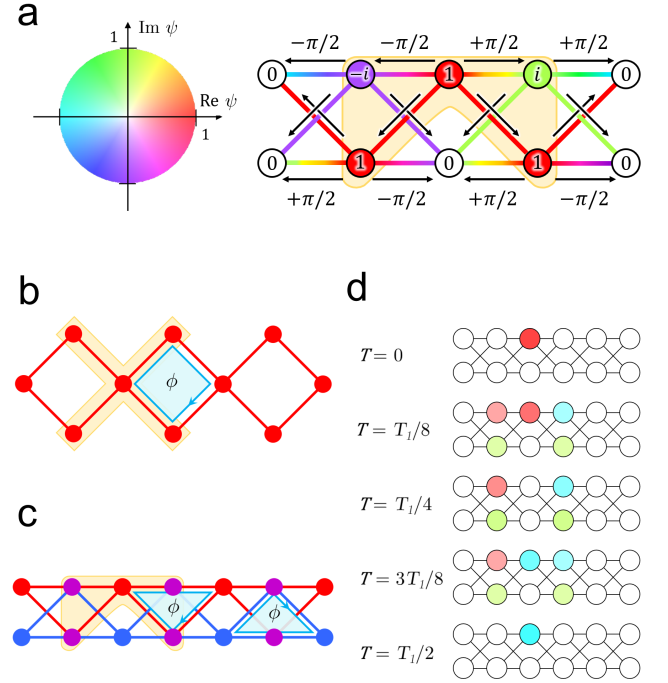 a
Im ψ
1
Re ψ
1
−π/2 −π/2 +π/2 +π/2
0 −i 1 i 0
0 1 0 1 0
+π/2 −π/2 +π/2 −π/2
b
ϕ
c
ϕ ϕ
d
T = 0
T = T₁/8
T = T₁/4
T = 3T₁/8
T = T₁/2